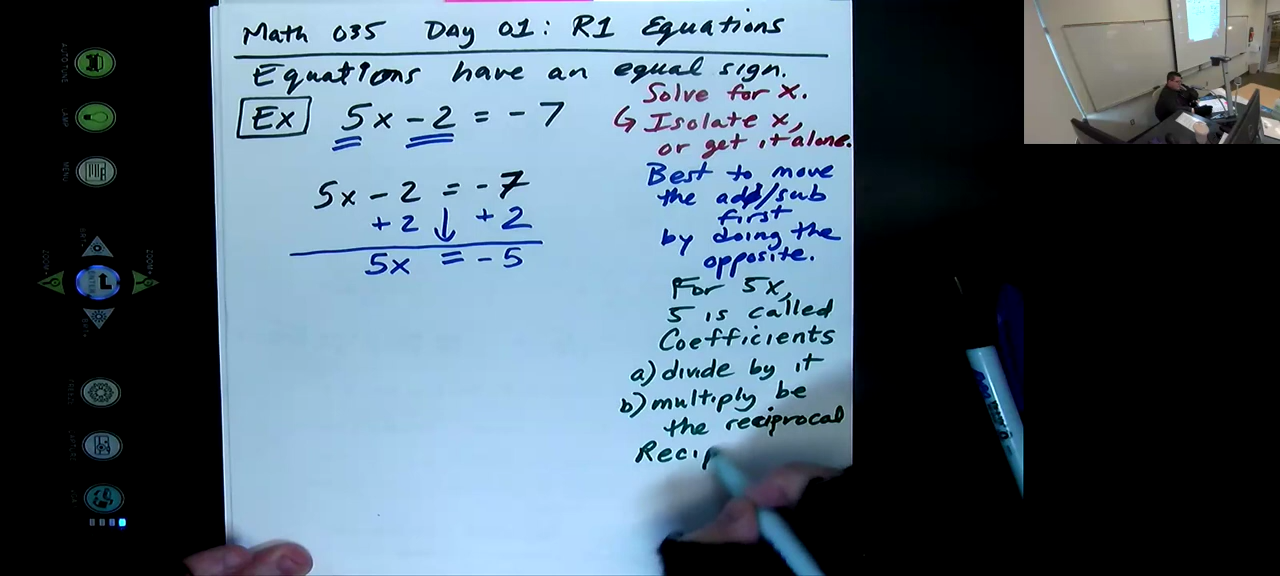 Math 035 Day 01: R1 Equations
Equations have an equal sign.
Ex 5x - 2 = - 7
5x - 2 = - 7
+ 2 ↓ + 2
5x = - 5
Solve for x.
↳ Isolate x,
or get it alone.
Best to move
the add/sub
first
by doing the
opposite.
For 5x,
5 is called
Coefficients
a) divide by it
b) multiply be
the reciprocal
Recip
MENU